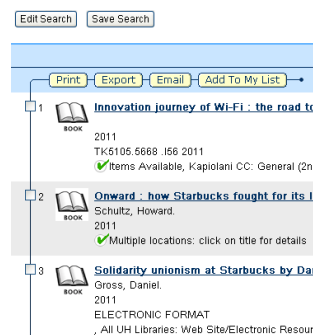 Edit Search Save Search
Print Export Email Add To My List
1 Innovation journey of Wi-Fi : the road to
BOOK
2011
TK5105.5668 .I56 2011
Items Available, Kapiolani CC: General (2n
2 Onward : how Starbucks fought for its l
Schultz, Howard.
BOOK
2011
Multiple locations: click on title for details
3 Solidarity unionism at Starbucks by Da
Gross, Daniel.
BOOK
2011
ELECTRONIC FORMAT
, All UH Libraries: Web Site/Electronic Resour